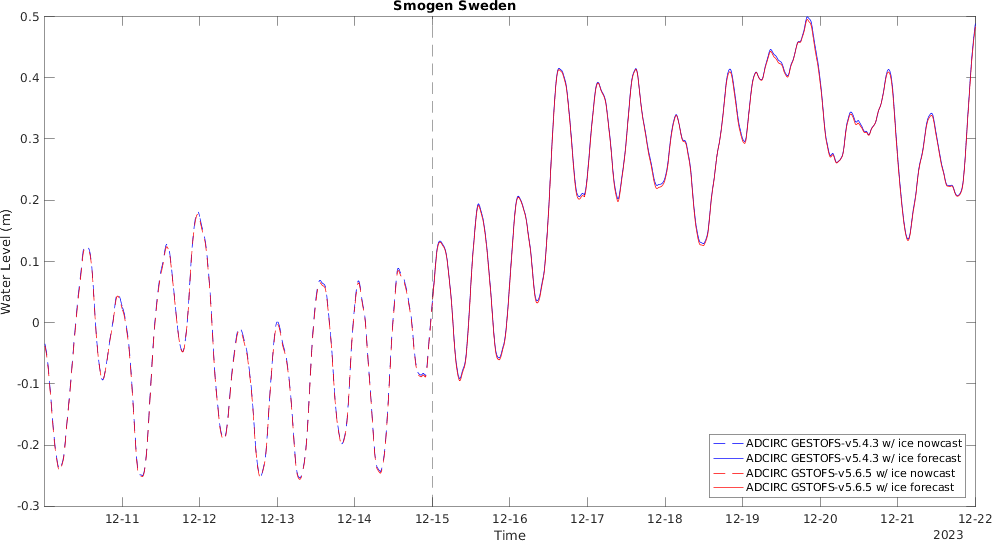 Smogen Sweden
Water Level (m)
0.5
0.4
0.3
0.2
0.1
0
-0.1
-0.2
-0.3
ADCIRC GESTOFS-v5.4.3 w/ ice nowcast
ADCIRC GESTOFS-v5.4.3 w/ ice forecast
ADCIRC GSTOFS-v5.6.5 w/ ice nowcast
ADCIRC GSTOFS-v5.6.5 w/ ice forecast
12-11 12-12 12-13 12-14 12-15 12-16 12-17 12-18 12-19 12-20 12-21 12-22
Time
2023